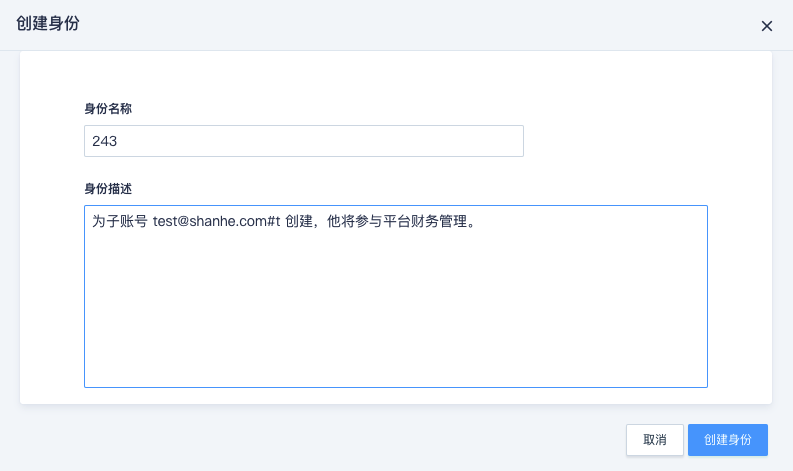 创建身份
身份名称
243
身份描述
为子账号 test@shanhe.com#t 创建，他将参与平台财务管理。
取消
创建身份